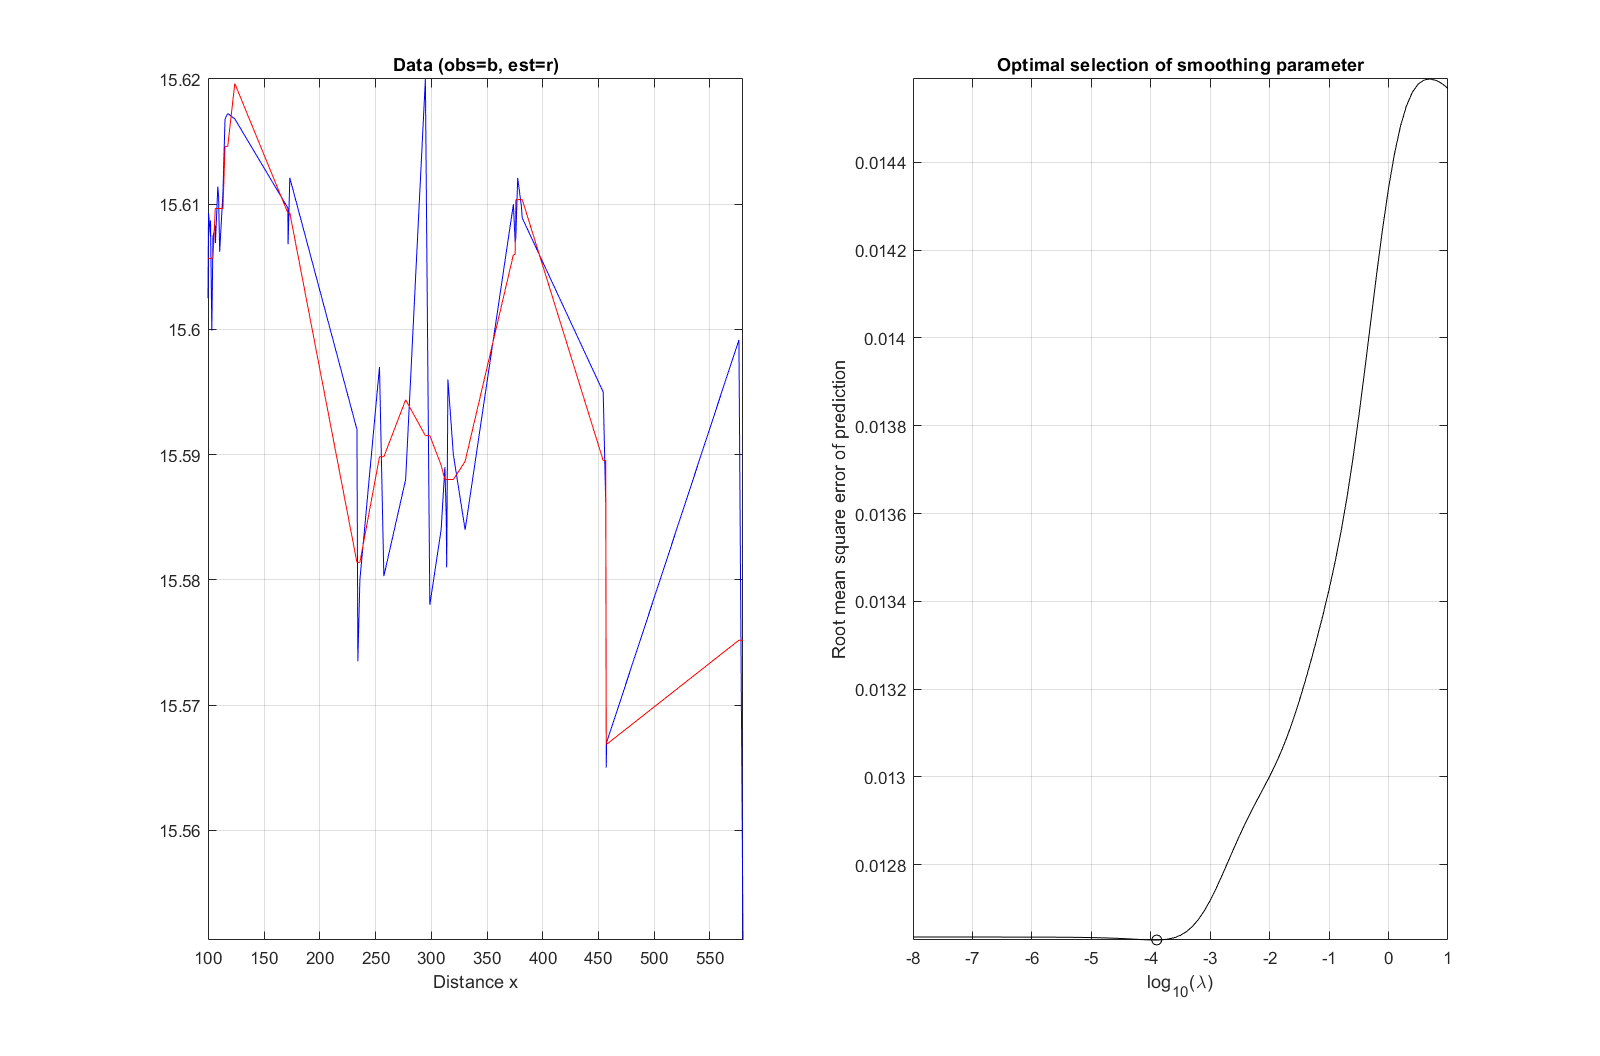 Data (obs=b, est=r)
15.62
15.61
15.6
15.59
15.58
15.57
15.56
100 150 200 250 300 350 400 450 500 550
Distance x
Optimal selection of smoothing parameter
Root mean square error of prediction
0.0144
0.0142
0.014
0.0138
0.0136
0.0134
0.0132
0.013
0.0128
-8 -7 -6 -5 -4 -3 -2 -1 0 1
log10(λ)